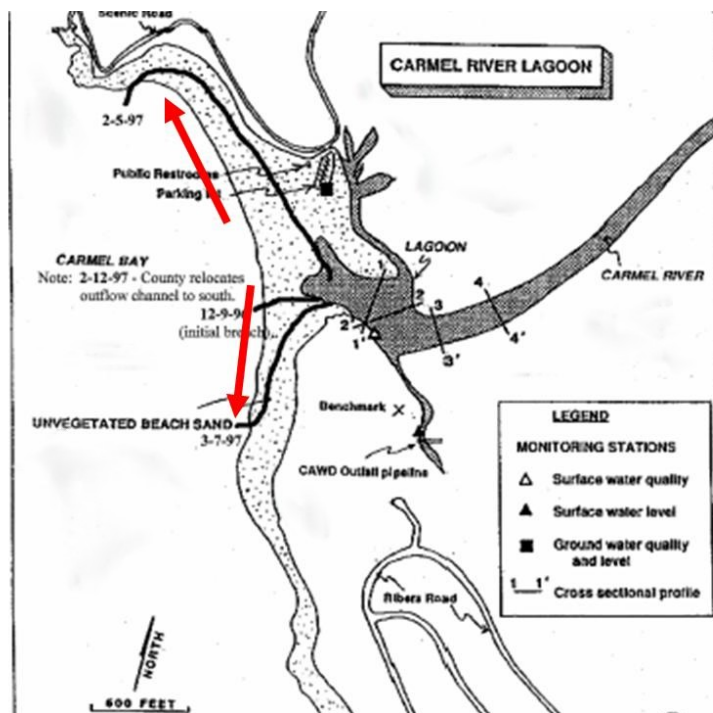 Scenic Road
CARMEL RIVER LAGOON
2-5-97
Public Restrooms
Parking lot
LAGOON
CARMEL BAY
Note: 2-12-97 - County relocates
outflow channel to south.
12-9-96
(initial breach)
CARMEL RIVER
1
2
3
4
2'
1'
3'
4'
UNVEGETATED BEACH SAND
3-7-97
Benchmark
CAWD Outfall pipeline
Ribera Road
LEGEND
MONITORING STATIONS
Surface water quality
Surface water level
Ground water quality
and level
1 1' Cross sectional profile
NORTH
600 FEET